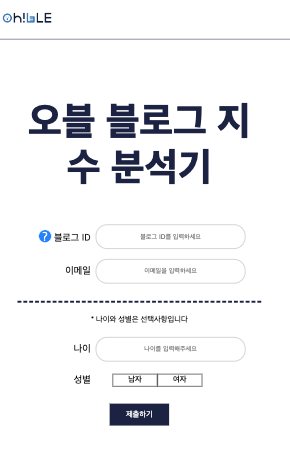 Oh!BLE
오블 블로그 지
수 분석기
? 블로그 ID 블로그 ID를 입력하세요
이메일 이메일을 입력하세요
* 나이와 성별은 선택사항입니다
나이 나이를 입력해주세요
성별 남자 여자
제출하기